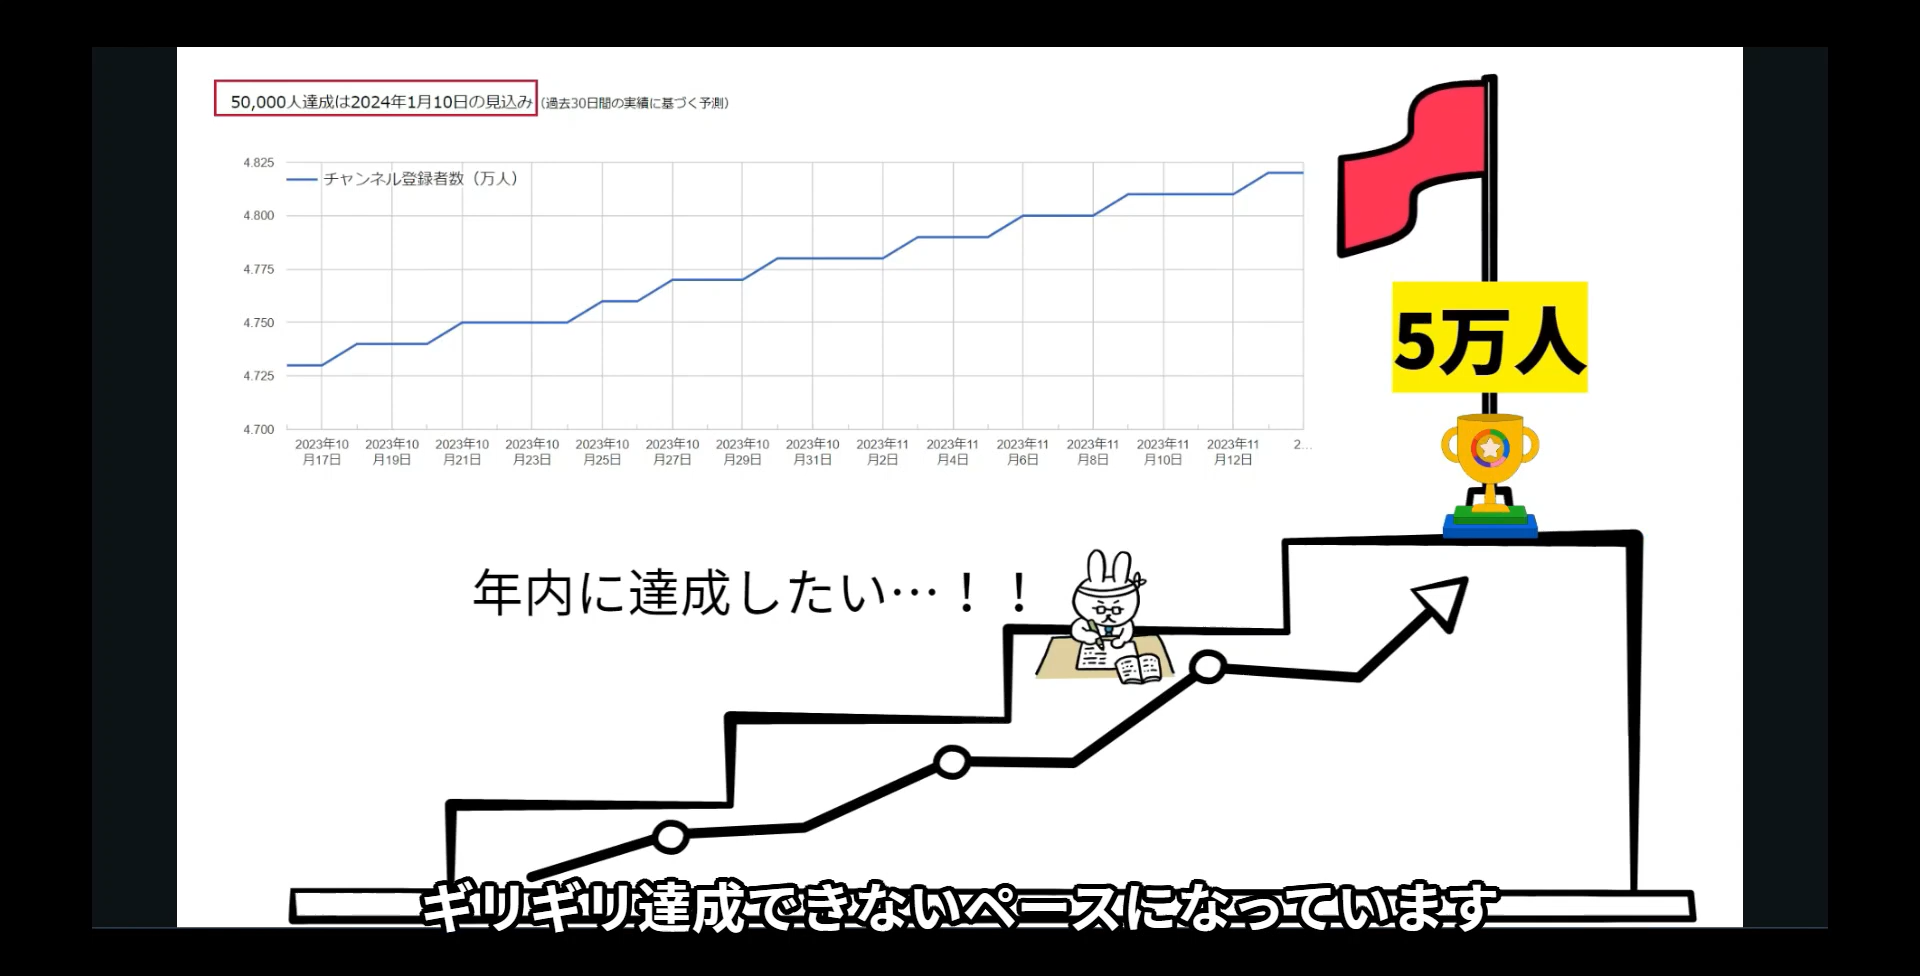 50,000人達成は2024年1月10日の見込み(過去30日間の実績に基づく予測)
チャンネル登録者数(万人)
4.825
4.800
4.775
4.750
4.725
4.700
2023年10月17日
2023年10月19日
2023年10月21日
2023年10月23日
2023年10月25日
2023年10月27日
2023年10月29日
2023年10月31日
2023年11月2日
2023年11月4日
2023年11月6日
2023年11月8日
2023年11月10日
2023年11月12日
2...
5万人
年内に達成したい…!!
ギリギリ達成できないペースになっています